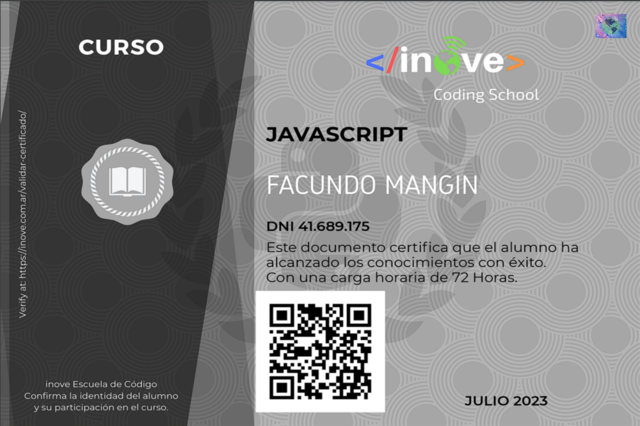 CURSO
</inove>
Coding School
JAVASCRIPT
FACUNDO MANGIN
DNI 41.689.175
Este documento certifica que el alumno ha
alcanzado los conocimientos con éxito.
Con una carga horaria de 72 Horas.
Verify at: https://inove.com.ar/validar-certificado/
inove Escuela de Código
Confirma la identidad del alumno
y su participación en el curso.
JULIO 2023